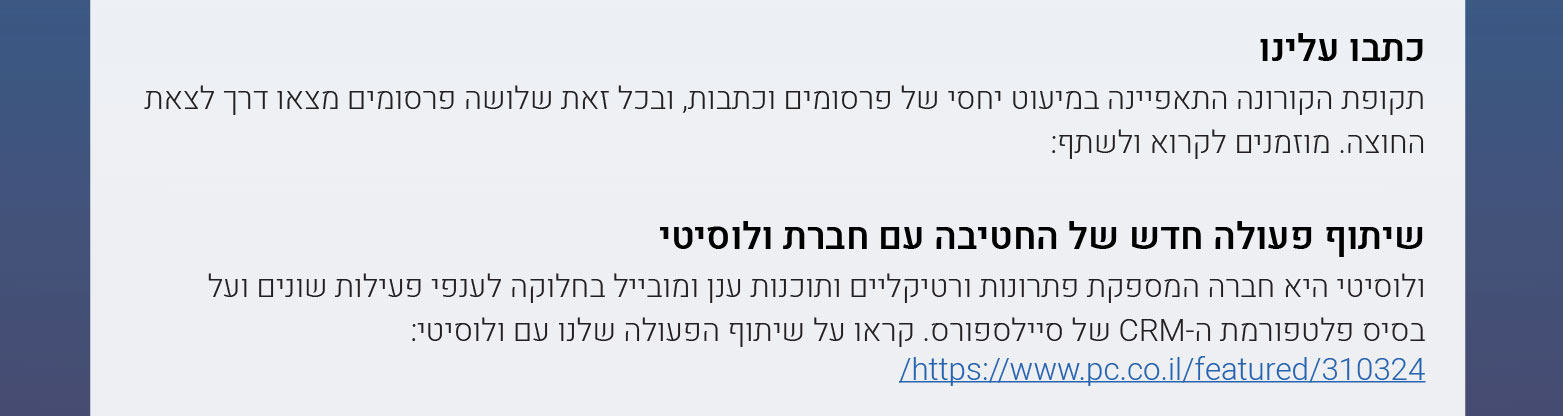 כתבו עלינו
תקופת הקורונה התאפיינה במיעוט יחסי של פרסומים וכתבות, ובכל זאת שלושה פרסומים מצאו דרך לצאת
החוצה. מוזמנים לקרוא ולשתף:
שיתוף פעולה חדש של החטיבה עם חברת ולוסיטי
ולוסיטי היא חברה המספקת פתרונות ורטיקליים ותוכנות ענן ומובייל בחלוקה לענפי פעילות שונים ועל
בסיס פלטפורמת ה-CRM של סיילספורס. קראו על שיתוף הפעולה שלנו עם ולוסיטי:
https://www.pc.co.il/featured/310324/